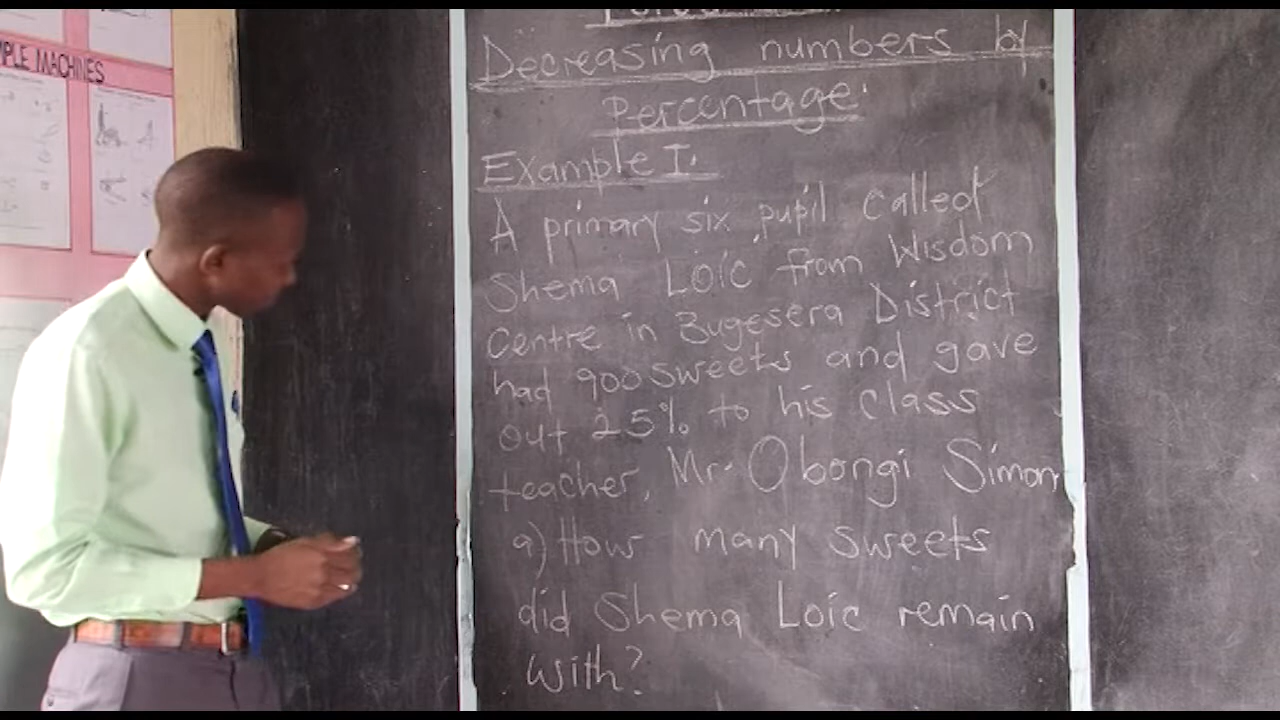 PLE MACHINES
Decreasing numbers by
Percentage.
Example I.
A primary six pupil called
Shema Loic from Wisdom
Centre in Bugesera District
had 900 sweets and gave
out 25% to his class
teacher, Mr. Obongi Simon
a) How many sweets
did Shema Loic remain
with?